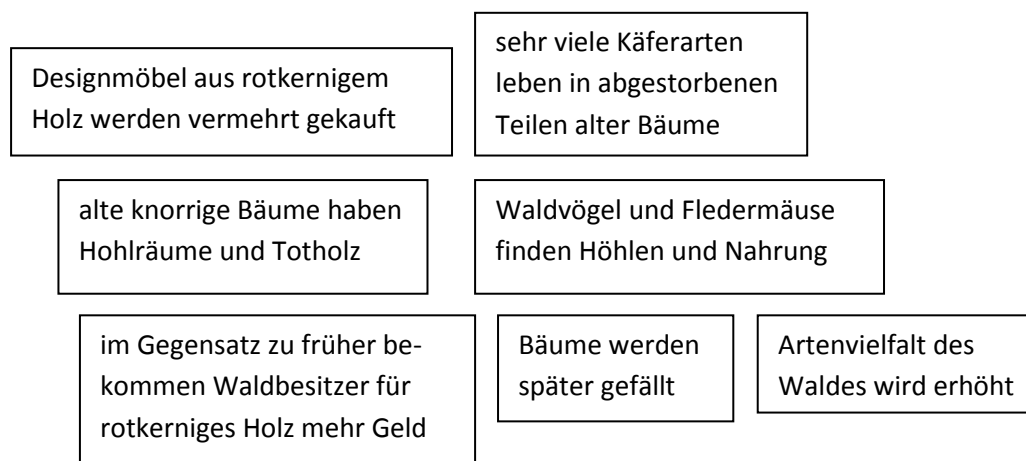 Designmöbel aus rotkernigem
Holz werden vermehrt gekauft
sehr viele Käferarten
leben in abgestorbenen
Teilen alter Bäume
alte knorrige Bäume haben
Hohlräume und Totholz
Waldvögel und Fledermäuse
finden Höhlen und Nahrung
im Gegensatz zu früher be-
kommen Waldbesitzer für
rotkerniges Holz mehr Geld
Bäume werden
später gefällt
Artenvielfalt des
Waldes wird erhöht